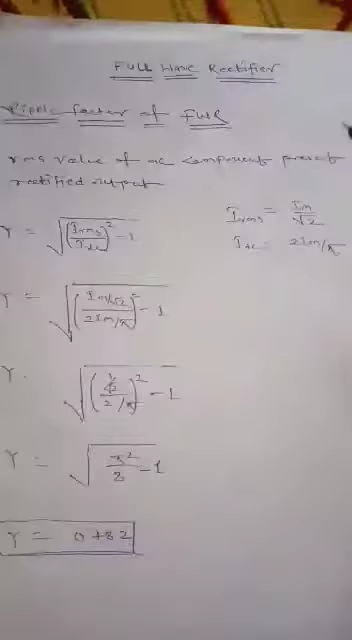 FULL Wave Rectifier
Ripple factor of FWR
rms value of ac component present
rectified output
γ = √((Irms/Idc)² - 1)
Irms = Im/√2
Idc = 2Im/π
γ = √((Im/√2 / 2Im/π)² - 1)
γ. √((1/√2 / 2/π)² - 1)
γ = √(π²/8 - 1)
γ = 0.482